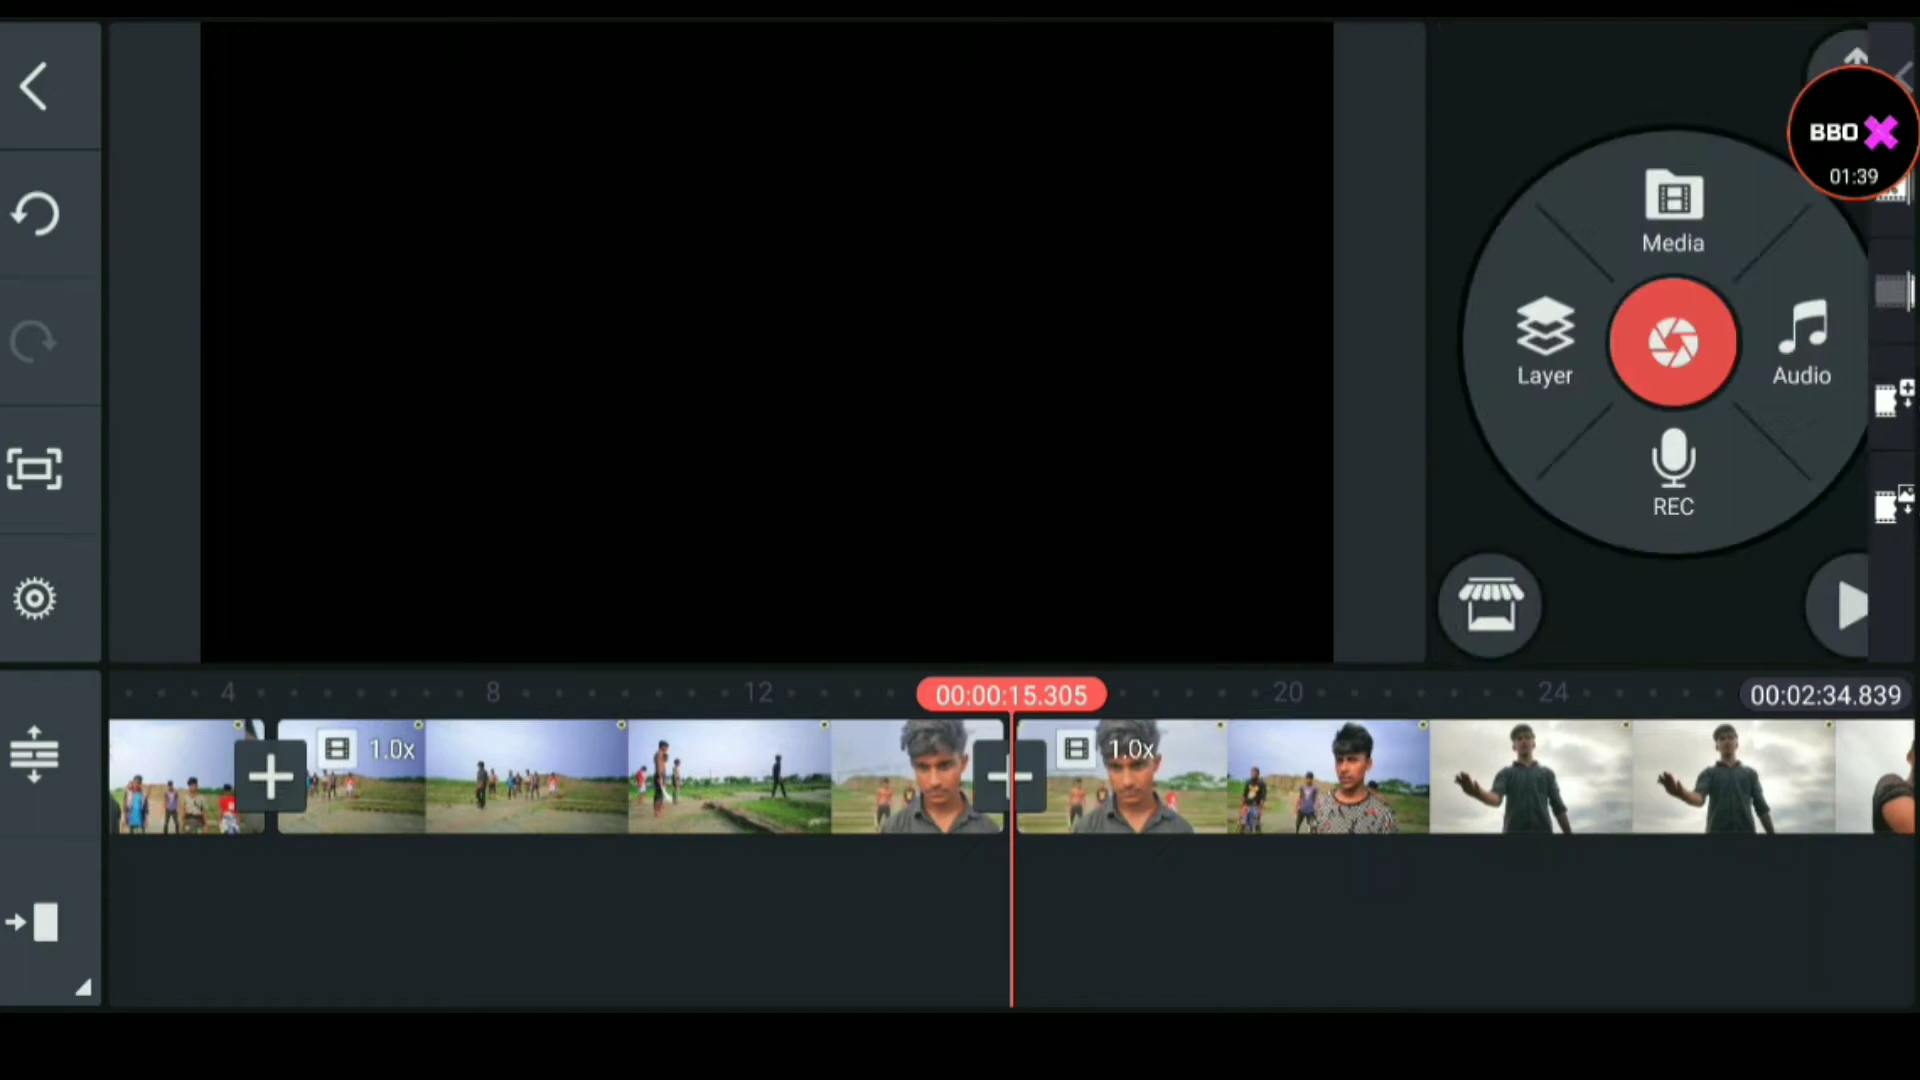 BBO
01:39
Media
Layer
Audio
REC
4
8
12
00:00:15.305
20
24
00:02:34.839
1.0x
1.0x